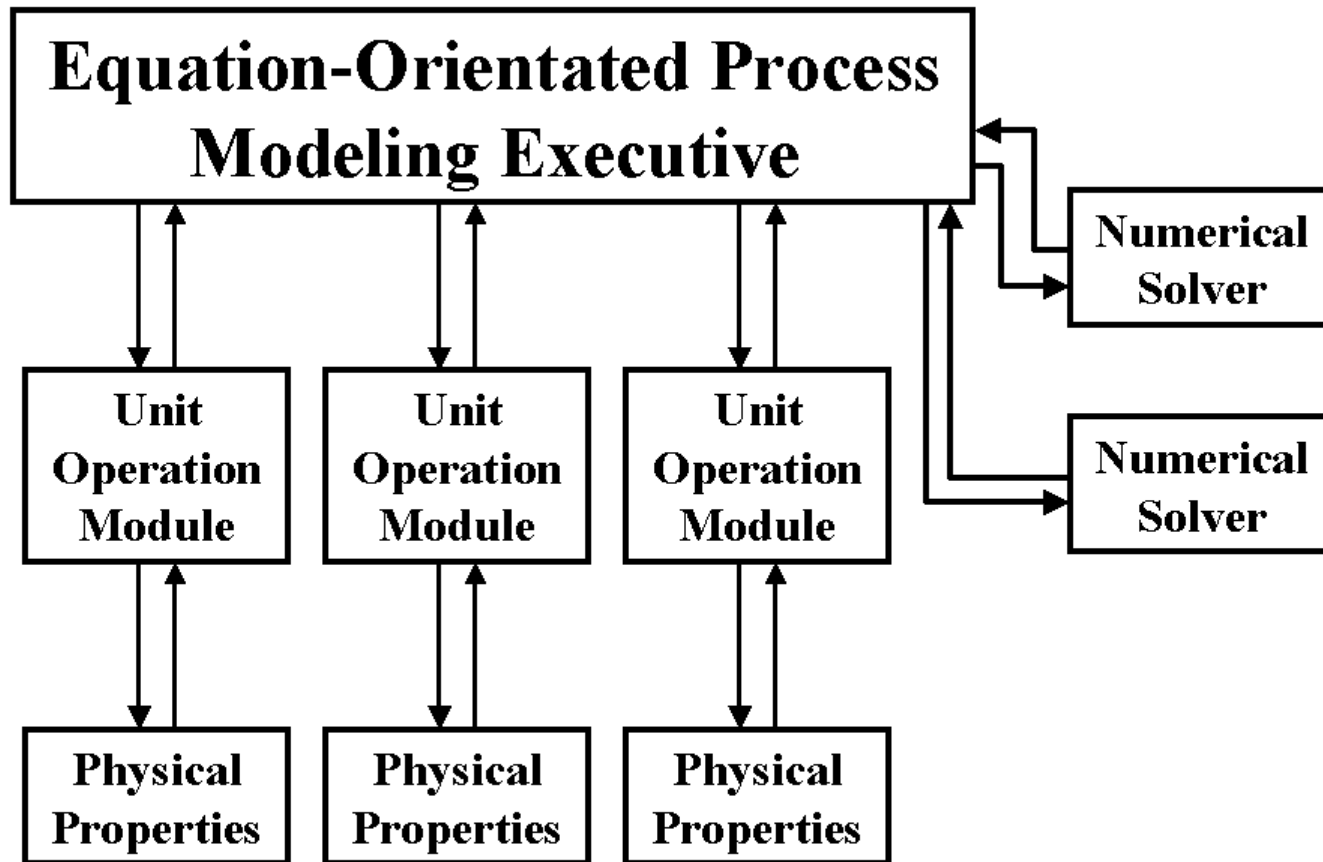 Equation-Orientated Process
Modeling Executive
Numerical
Solver
Unit
Operation
Module
Unit
Operation
Module
Unit
Operation
Module
Numerical
Solver
Physical
Properties
Physical
Properties
Physical
Properties